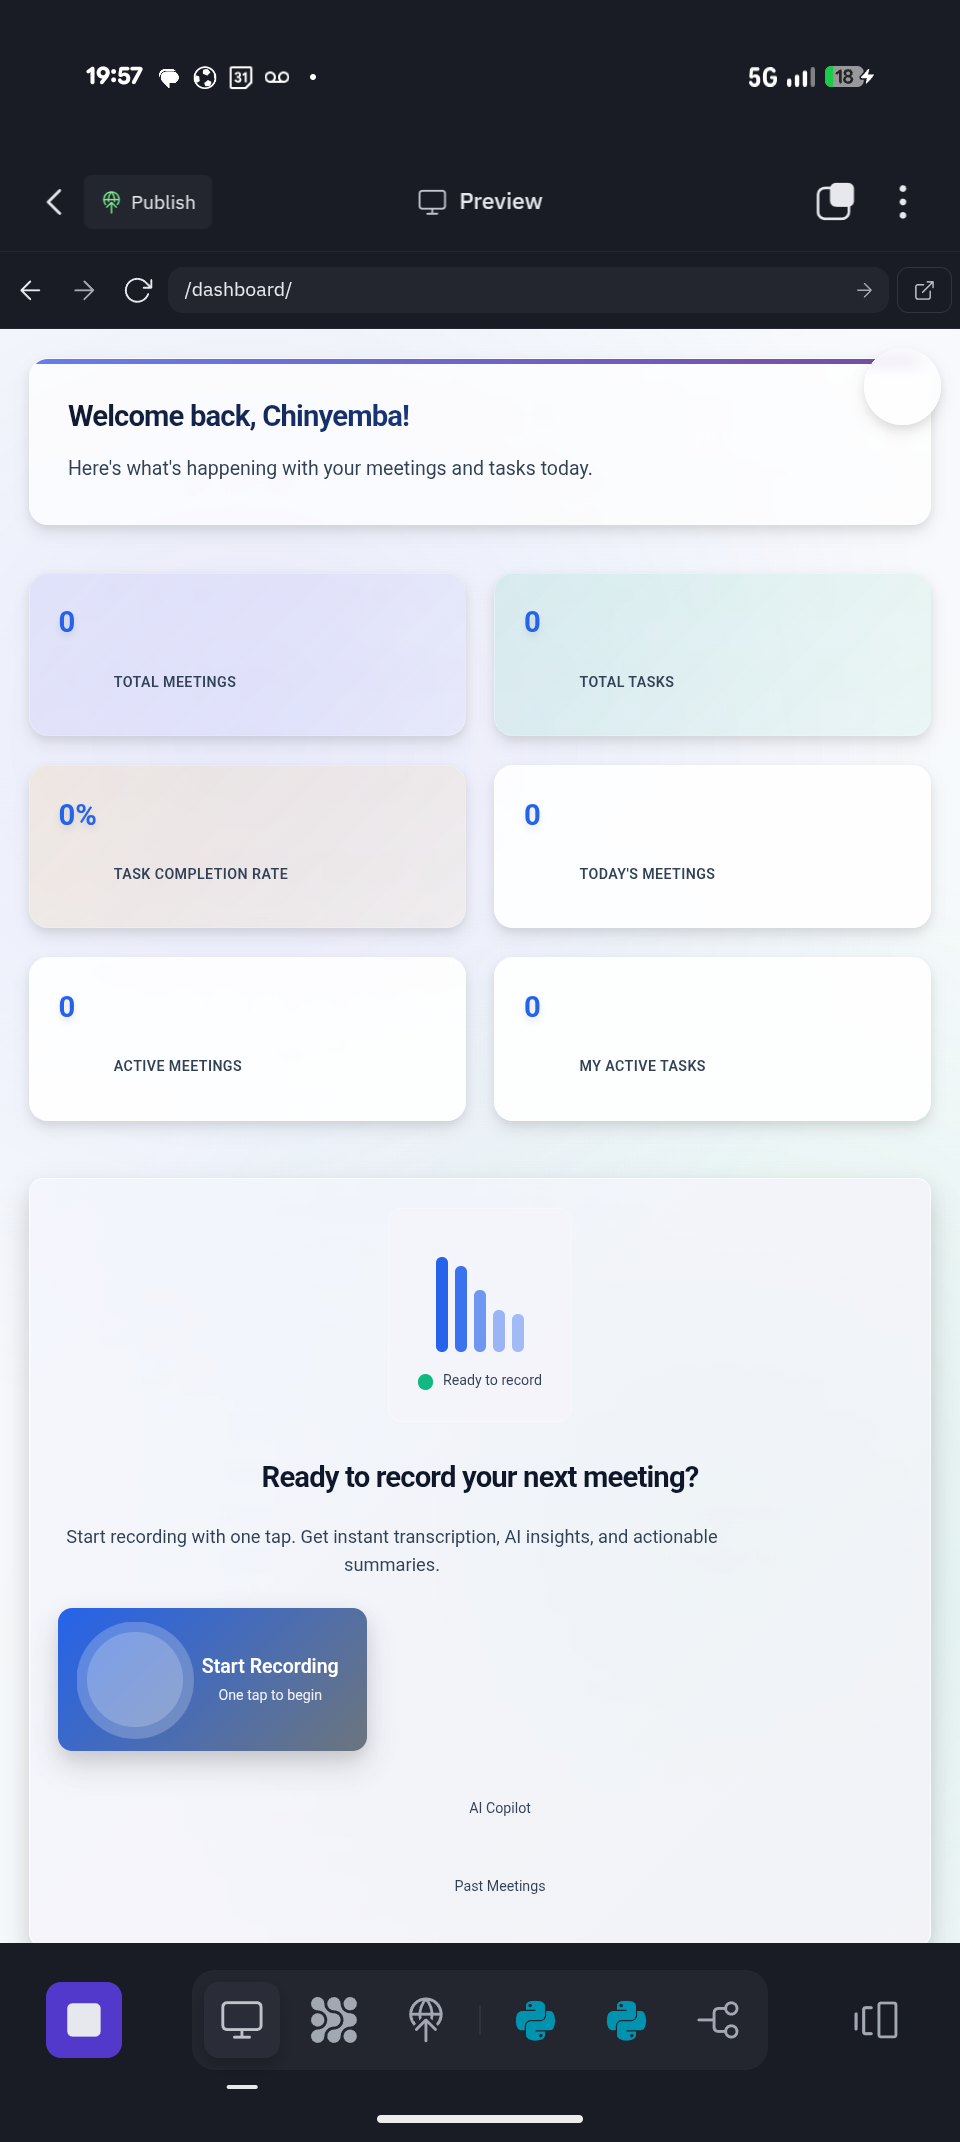 19:57
31
5G
18
Publish
Preview
/dashboard/
Welcome back, Chinyemba!
Here's what's happening with your meetings and tasks today.
0
TOTAL MEETINGS
0
TOTAL TASKS
0%
TASK COMPLETION RATE
0
TODAY'S MEETINGS
0
ACTIVE MEETINGS
0
MY ACTIVE TASKS
Ready to record
Ready to record your next meeting?
Start recording with one tap. Get instant transcription, AI insights, and actionable
summaries.
Start Recording
One tap to begin
AI Copilot
Past Meetings